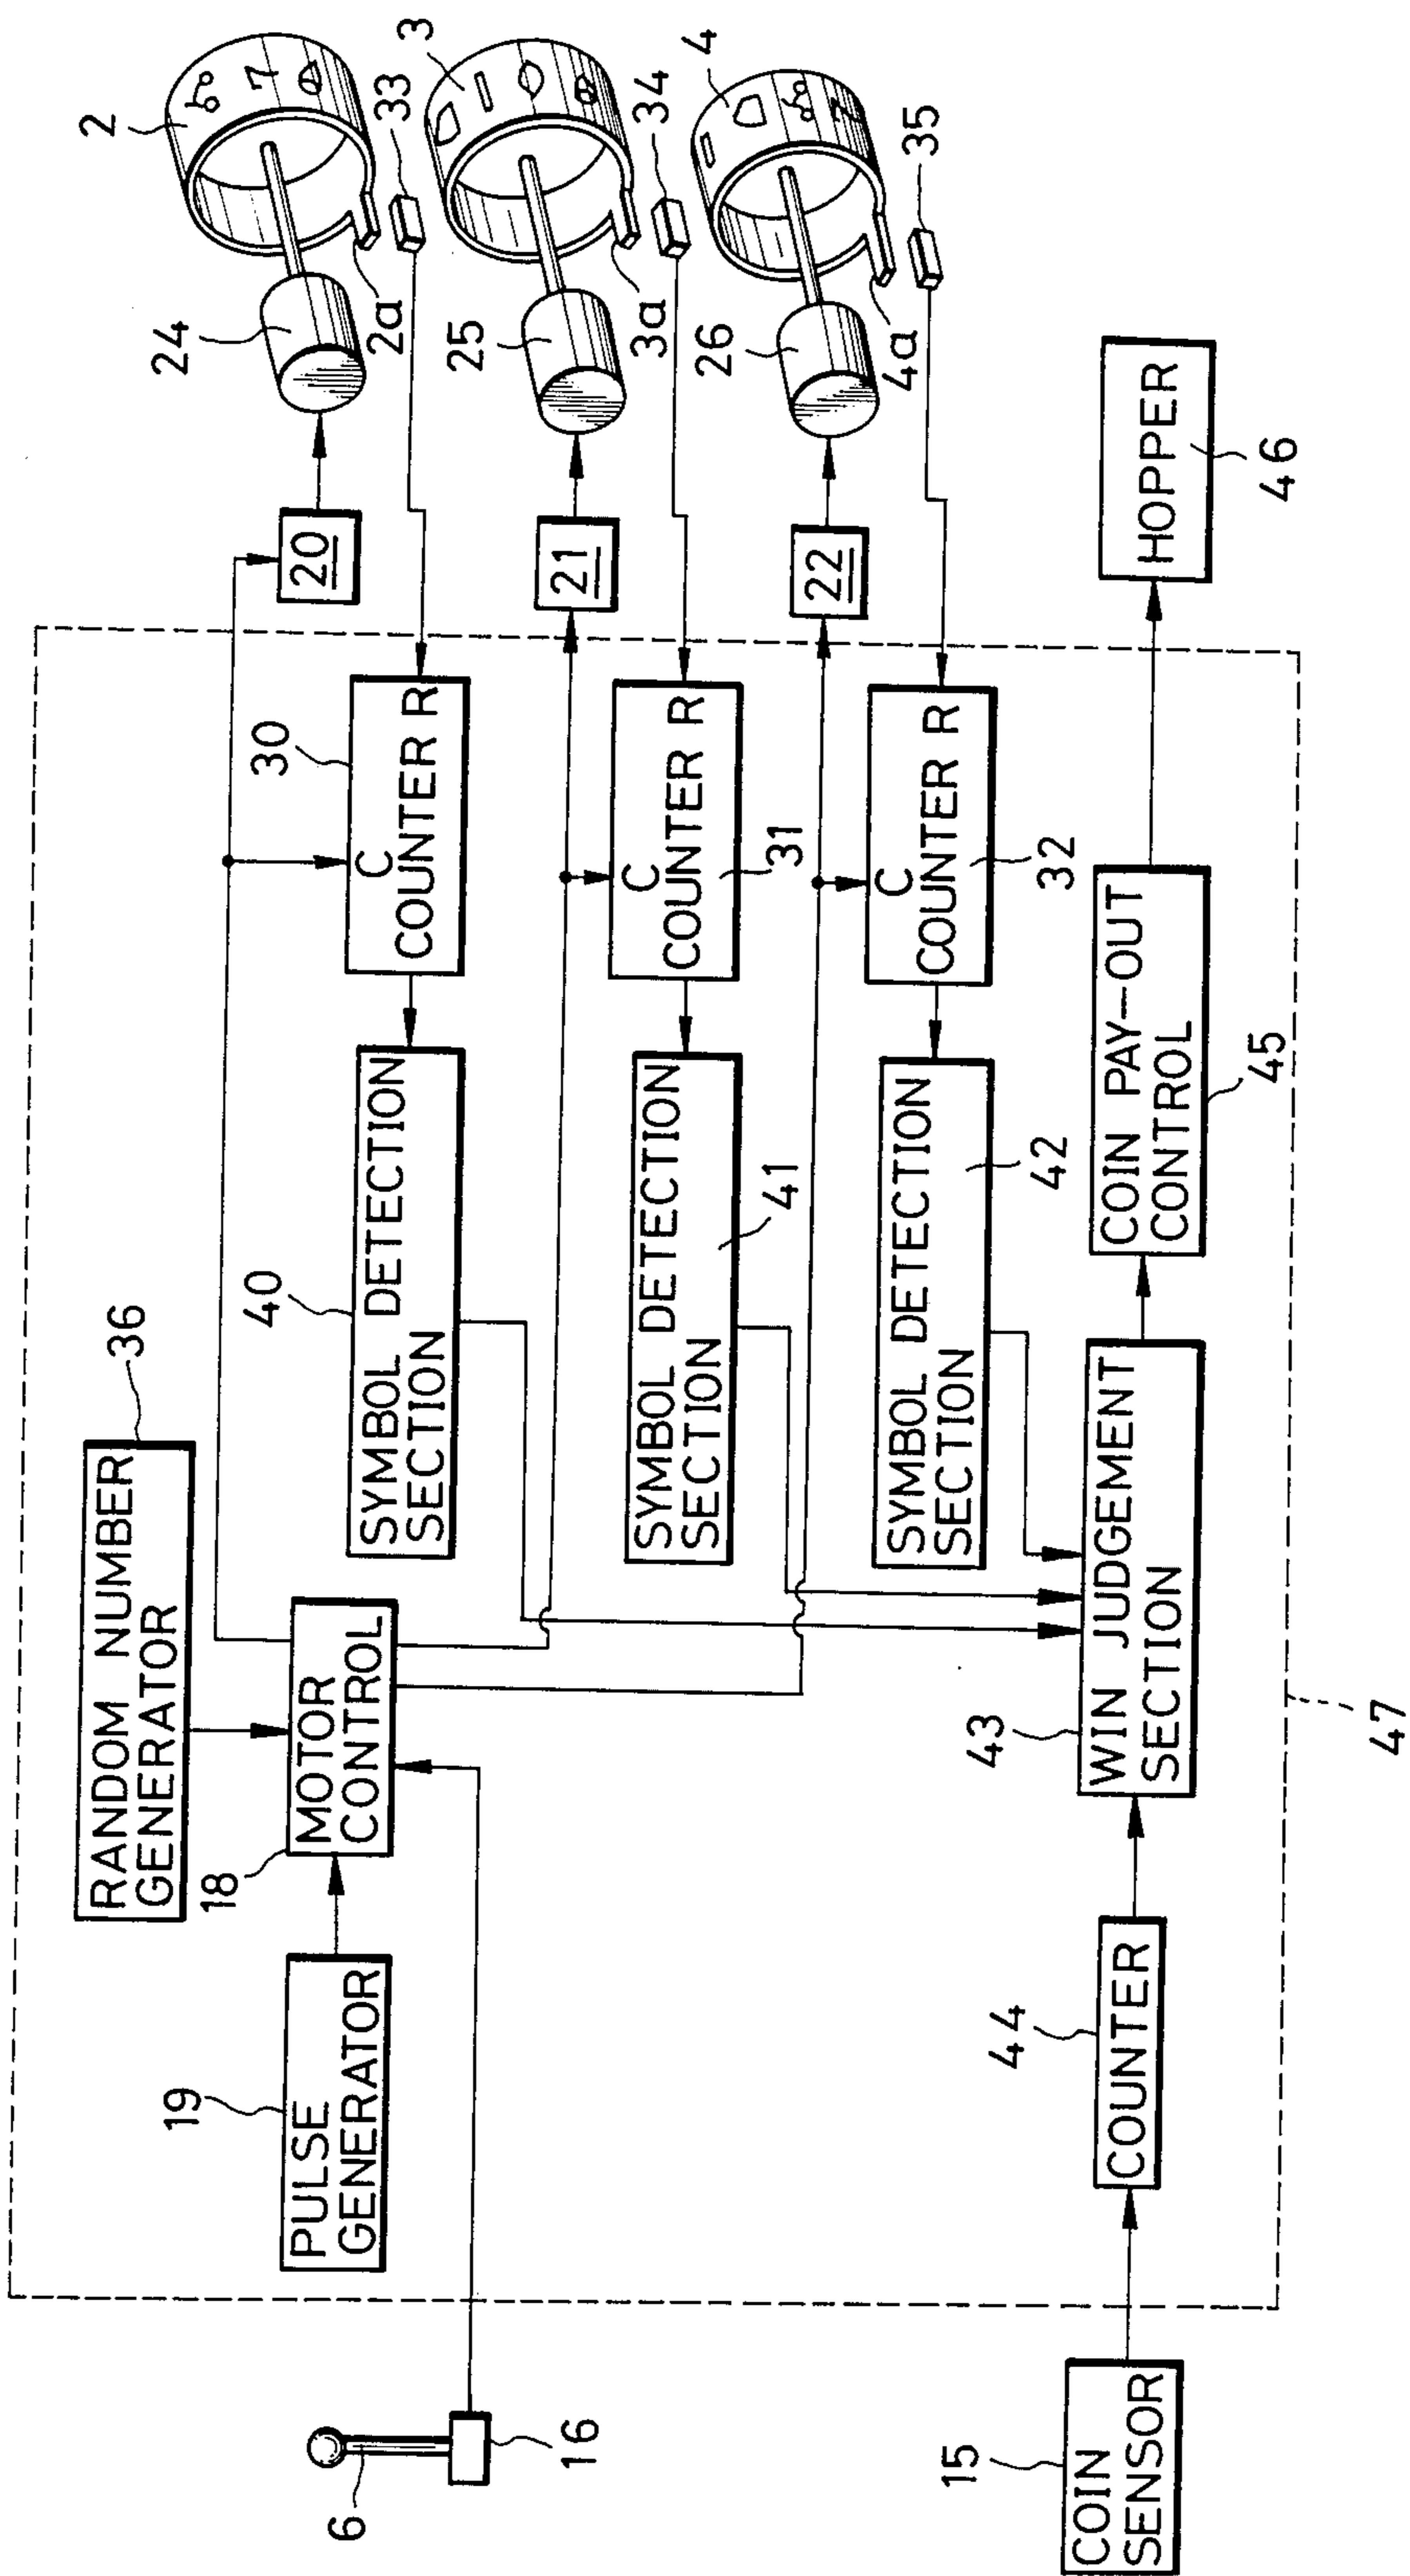 2
3
4
24
2a
33
25
3a
34
26
4a
35
20
21
22
30
C
COUNTER R
C
COUNTER R
31
C
COUNTER R
32
RANDOM NUMBER
GENERATOR
36
40
SYMBOL DETECTION
SECTION
SYMBOL DETECTION
SECTION
41
SYMBOL DETECTION
SECTION
42
18
MOTOR
CONTROL
19
PULSE
GENERATOR
6
16
15
COIN
SENSOR
44
COUNTER
43
WIN JUDGEMENT
SECTION
COIN PAY-OUT
CONTROL
45
HOPPER
46
47
7
7